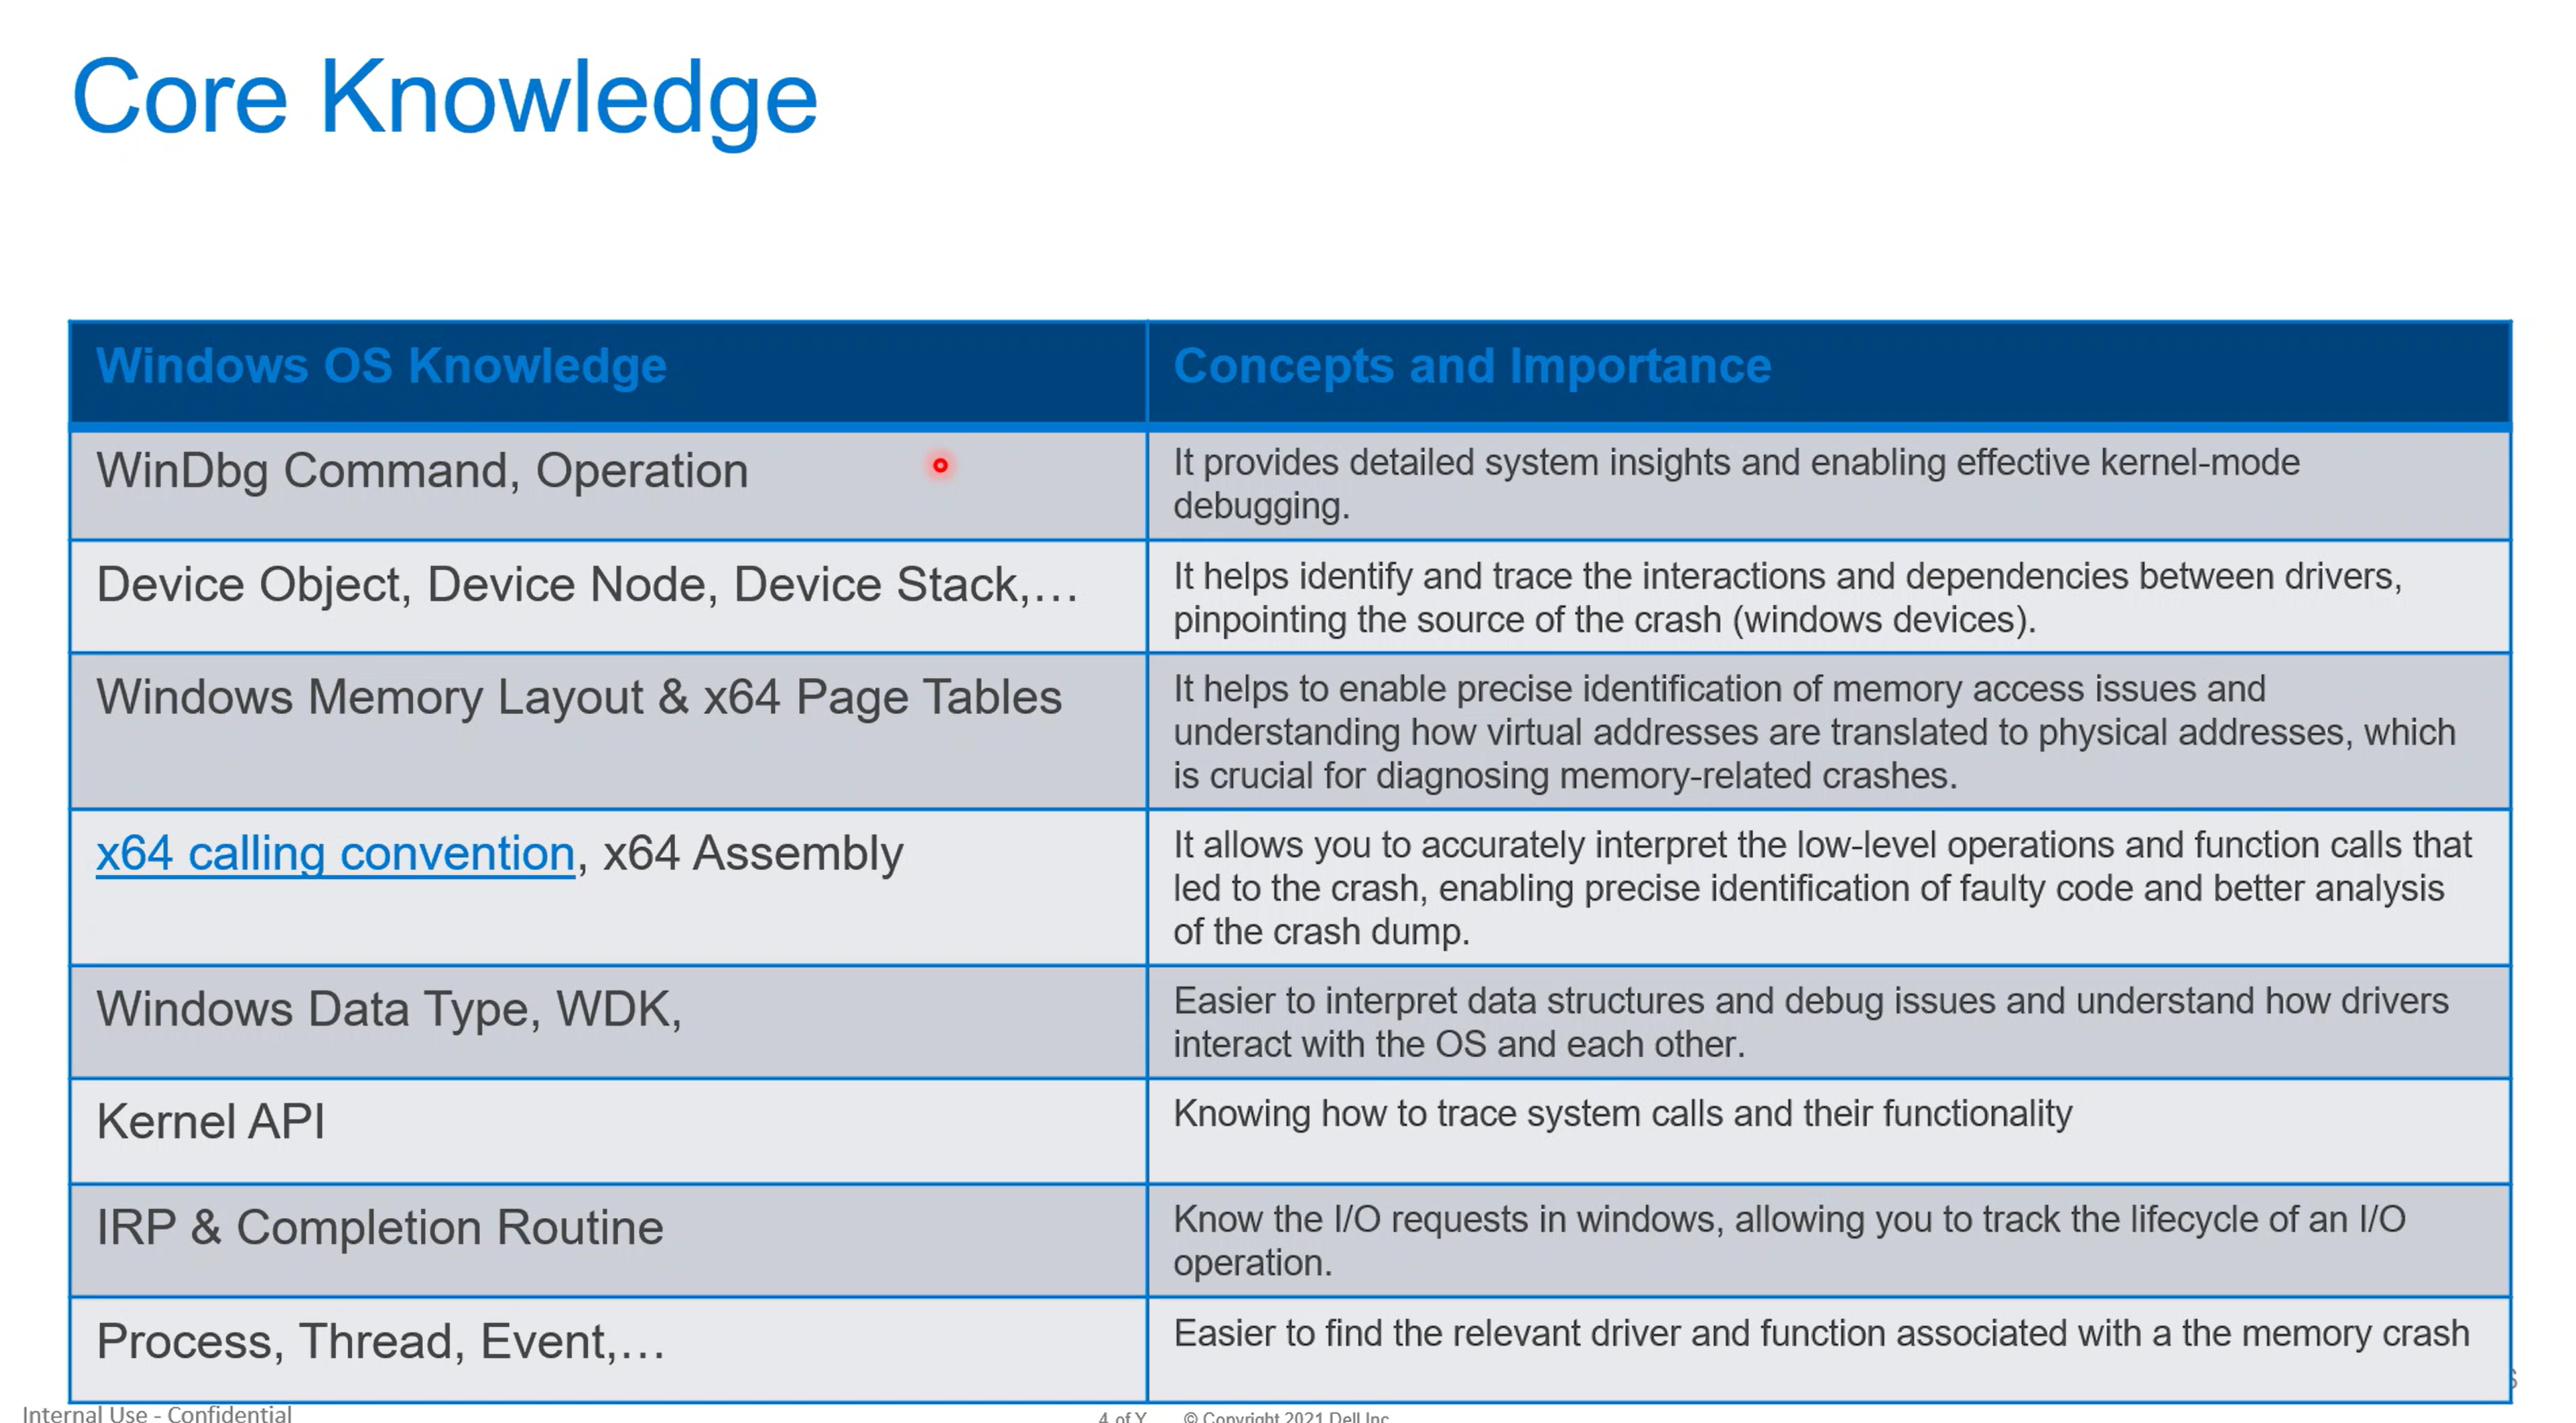 Core Knowledge
Windows OS Knowledge
Concepts and Importance
WinDbg Command, Operation
It provides detailed system insights and enabling effective kernel-mode
debugging.
Device Object, Device Node, Device Stack,…
It helps identify and trace the interactions and dependencies between drivers,
pinpointing the source of the crash (windows devices).
Windows Memory Layout & x64 Page Tables
It helps to enable precise identification of memory access issues and
understanding how virtual addresses are translated to physical addresses, which
is crucial for diagnosing memory-related crashes.
x64 calling convention, x64 Assembly
It allows you to accurately interpret the low-level operations and function calls that
led to the crash, enabling precise identification of faulty code and better analysis
of the crash dump.
Windows Data Type, WDK,
Easier to interpret data structures and debug issues and understand how drivers
interact with the OS and each other.
Kernel API
Knowing how to trace system calls and their functionality
IRP & Completion Routine
Know the I/O requests in windows, allowing you to track the lifecycle of an I/O
operation.
Process, Thread, Event,…
Easier to find the relevant driver and function associated with a the memory crash
Internal Use - Confidential
4 of Y
© Copyright 2021 Dell Inc